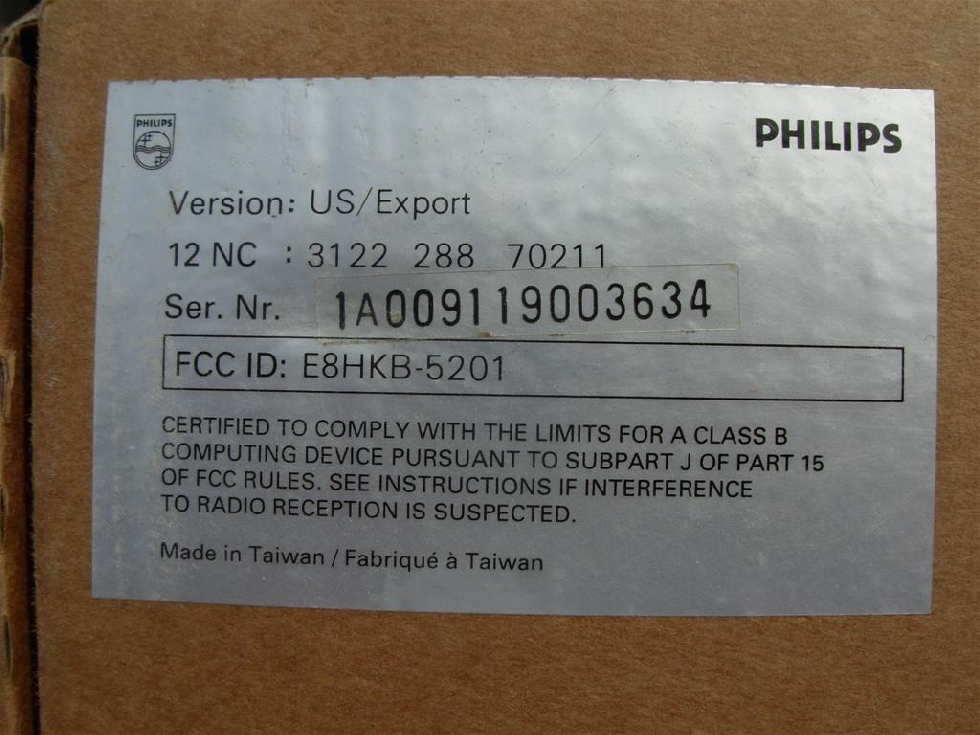 PHILIPS
PHILIPS
Version: US/Export
12 NC : 3122 288 70211
Ser. Nr. 1A009119003634
FCC ID: E8HKB-5201
CERTIFIED TO COMPLY WITH THE LIMITS FOR A CLASS B
COMPUTING DEVICE PURSUANT TO SUBPART J OF PART 15
OF FCC RULES. SEE INSTRUCTIONS IF INTERFERENCE
TO RADIO RECEPTION IS SUSPECTED.
Made in Taiwan / Fabriqué à Taiwan